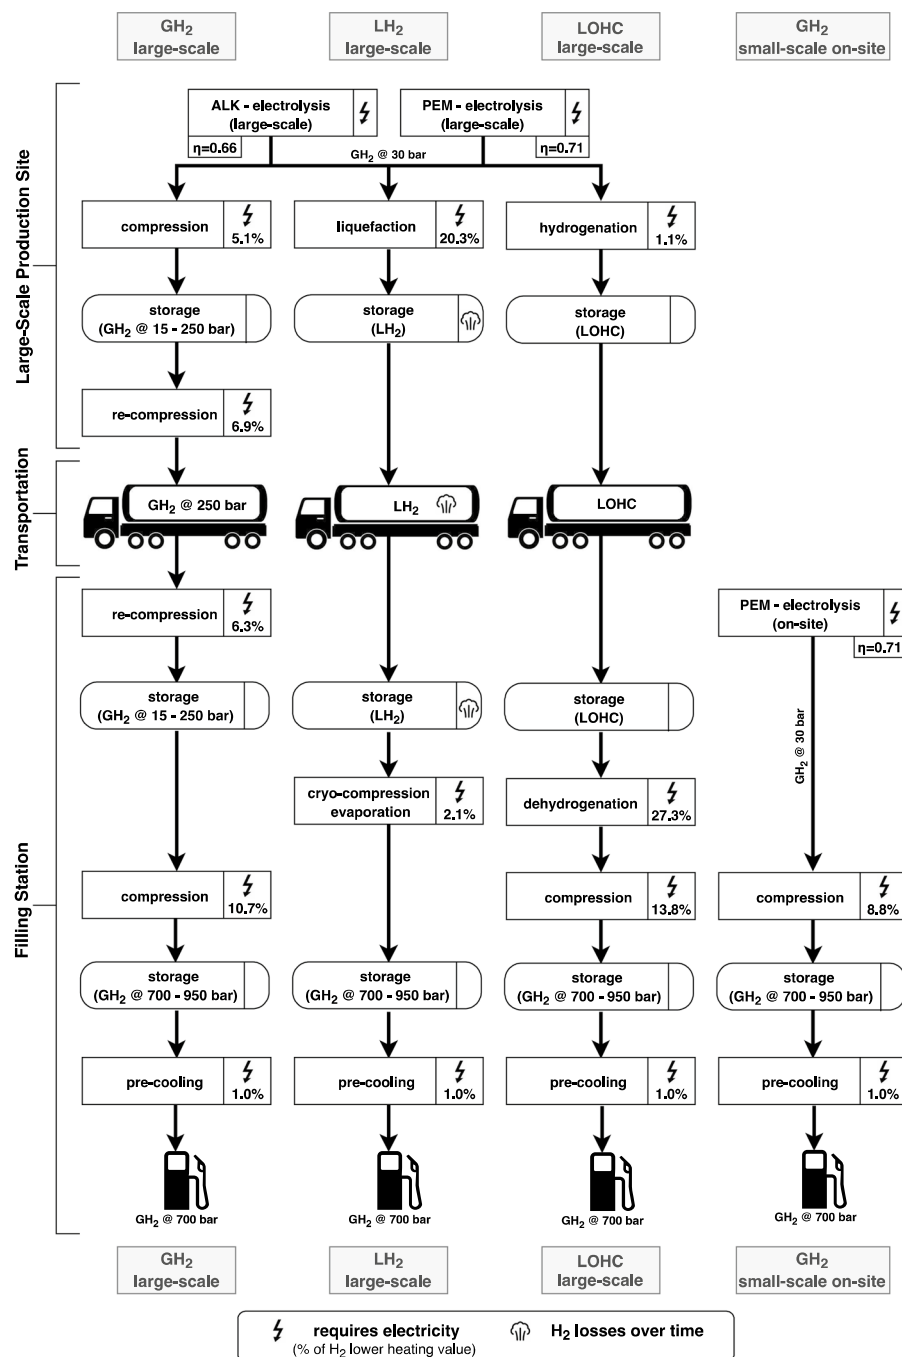 GH2
large-scale
LH2
large-scale
LOHC
large-scale
GH2
small-scale on-site
Large-Scale Production Site
ALK - electrolysis
(large-scale)
η=0.66
PEM - electrolysis
(large-scale)
η=0.71
GH2 @ 30 bar
compression
5.1%
liquefaction
20.3%
hydrogenation
1.1%
storage
(GH2 @ 15 - 250 bar)
storage
(LH2)
storage
(LOHC)
re-compression
6.9%
Transportation
GH2 @ 250 bar
LH2
LOHC
Filling Station
re-compression
6.3%
PEM - electrolysis
(on-site)
η=0.71
storage
(GH2 @ 15 - 250 bar)
storage
(LH2)
storage
(LOHC)
GH2 @ 30 bar
cryo-compression
evaporation
2.1%
dehydrogenation
27.3%
compression
10.7%
compression
13.8%
compression
8.8%
storage
(GH2 @ 700 - 950 bar)
storage
(GH2 @ 700 - 950 bar)
storage
(GH2 @ 700 - 950 bar)
storage
(GH2 @ 700 - 950 bar)
pre-cooling
1.0%
pre-cooling
1.0%
pre-cooling
1.0%
pre-cooling
1.0%
GH2 @ 700 bar
GH2 @ 700 bar
GH2 @ 700 bar
GH2 @ 700 bar
GH2
large-scale
LH2
large-scale
LOHC
large-scale
GH2
small-scale on-site
requires electricity
(% of H2 lower heating value)
H2 losses over time